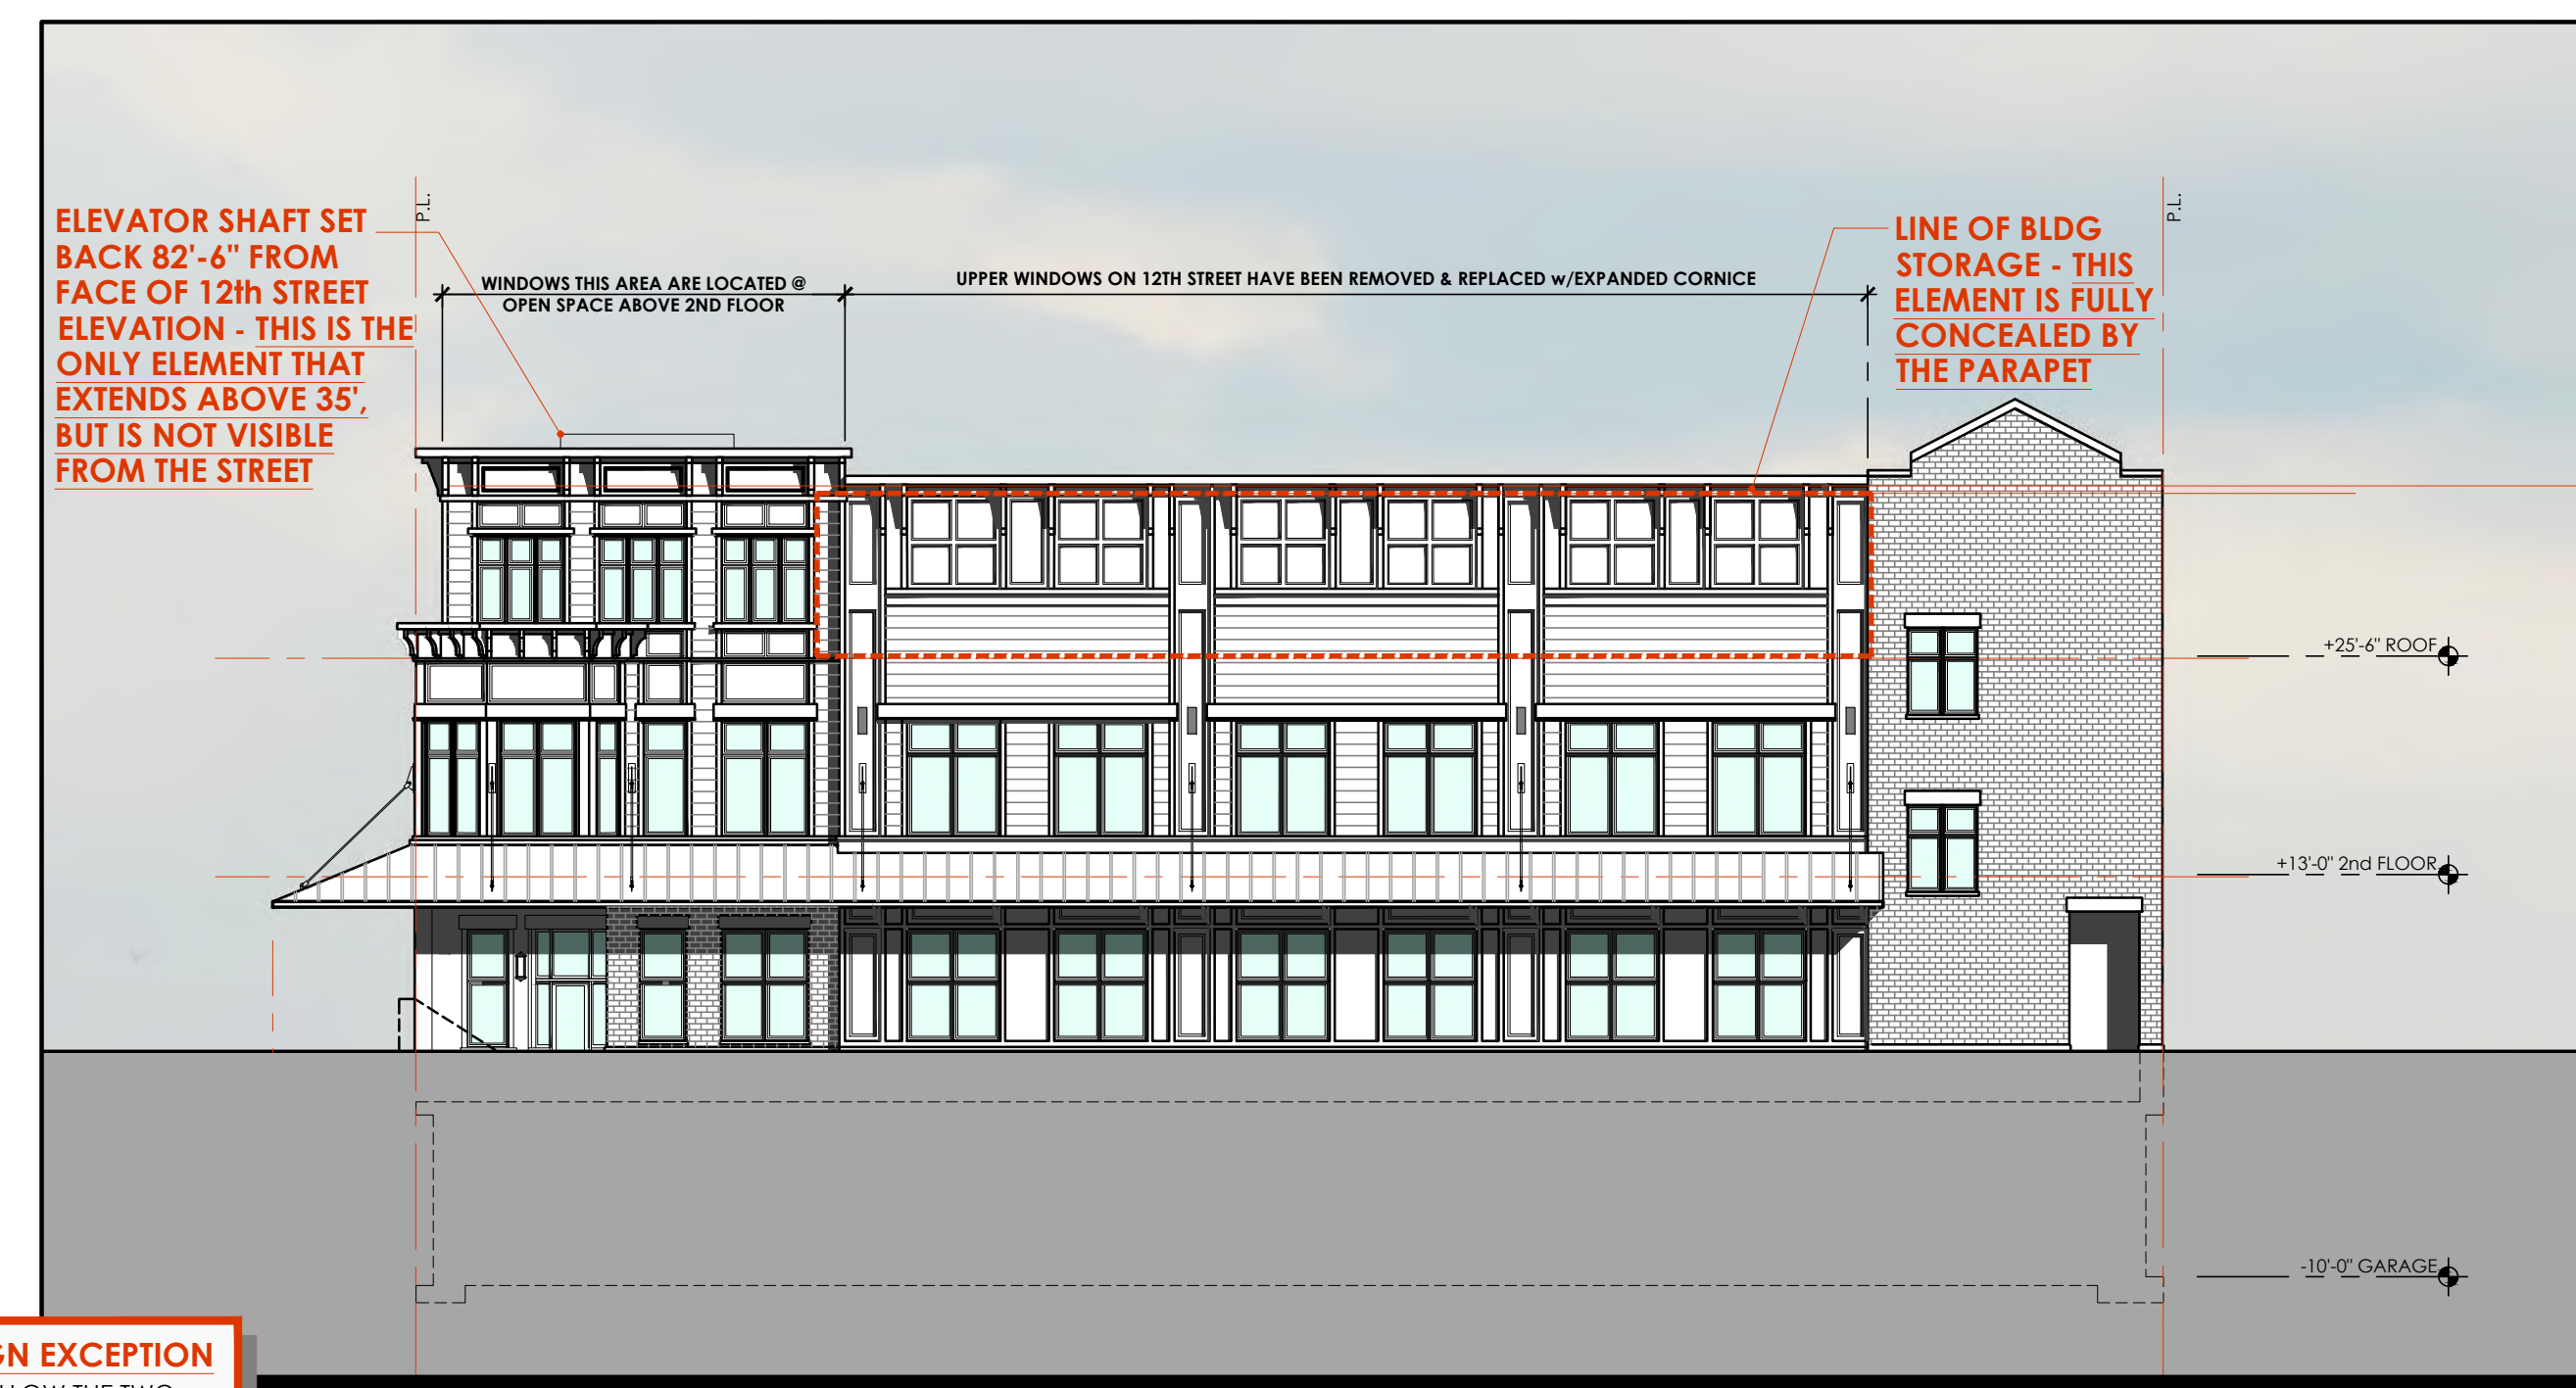 P.L.
P.L.
ELEVATOR SHAFT SET
BACK 82'-6" FROM
FACE OF 12th STREET
ELEVATION - THIS IS THE
ONLY ELEMENT THAT
EXTENDS ABOVE 35',
BUT IS NOT VISIBLE
FROM THE STREET
WINDOWS THIS AREA ARE LOCATED @
OPEN SPACE ABOVE 2ND FLOOR
UPPER WINDOWS ON 12TH STREET HAVE BEEN REMOVED & REPLACED w/EXPANDED CORNICE
LINE OF BLDG
STORAGE - THIS
ELEMENT IS FULLY
CONCEALED BY
THE PARAPET
+25'-6" ROOF
+13'-0" 2nd FLOOR
-10'-0" GARAGE
EXCEPTION
THE TWO